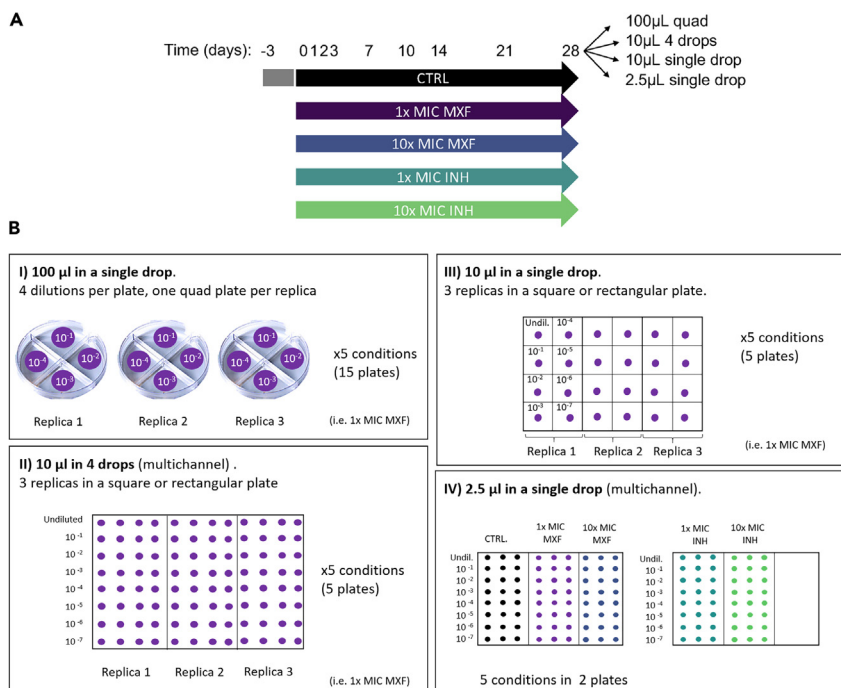 A
Time (days): -3 0 1 2 3 7 10 14 21 28
100µL quad
10µL 4 drops
10µL single drop
2.5µL single drop
CTRL
1x MIC MXF
10x MIC MXF
1x MIC INH
10x MIC INH
B
I) 100 µl in a single drop.
4 dilutions per plate, one quad plate per replica
10⁻¹ 10⁻¹ 10⁻¹
10⁻⁴ 10⁻² 10⁻⁴ 10⁻² 10⁻⁴ 10⁻²
10⁻³ 10⁻³ 10⁻³
Replica 1 Replica 2 Replica 3
x5 conditions
(15 plates)
(i.e. 1x MIC MXF)
II) 10 µl in 4 drops (multichannel) .
3 replicas in a square or rectangular plate
Undiluted
10⁻¹
10⁻²
10⁻³
10⁻⁴
10⁻⁵
10⁻⁶
10⁻⁷
Replica 1 Replica 2 Replica 3
x5 conditions
(5 plates)
(i.e. 1x MIC MXF)
III) 10 µl in a single drop.
3 replicas in a square or rectangular plate.
Undil. 10⁻⁴
10⁻¹ 10⁻⁵
10⁻² 10⁻⁶
10⁻³ 10⁻⁷
Replica 1 Replica 2 Replica 3
x5 conditions
(5 plates)
(i.e. 1x MIC MXF)
IV) 2.5 µl in a single drop (multichannel).
CTRL. 1x MIC MXF 10x MIC MXF
Undil.
10⁻¹
10⁻²
10⁻³
10⁻⁴
10⁻⁵
10⁻⁶
10⁻⁷
1x MIC INH 10x MIC INH
Undil.
10⁻¹
10⁻²
10⁻³
10⁻⁴
10⁻⁵
10⁻⁶
10⁻⁷
5 conditions in 2 plates